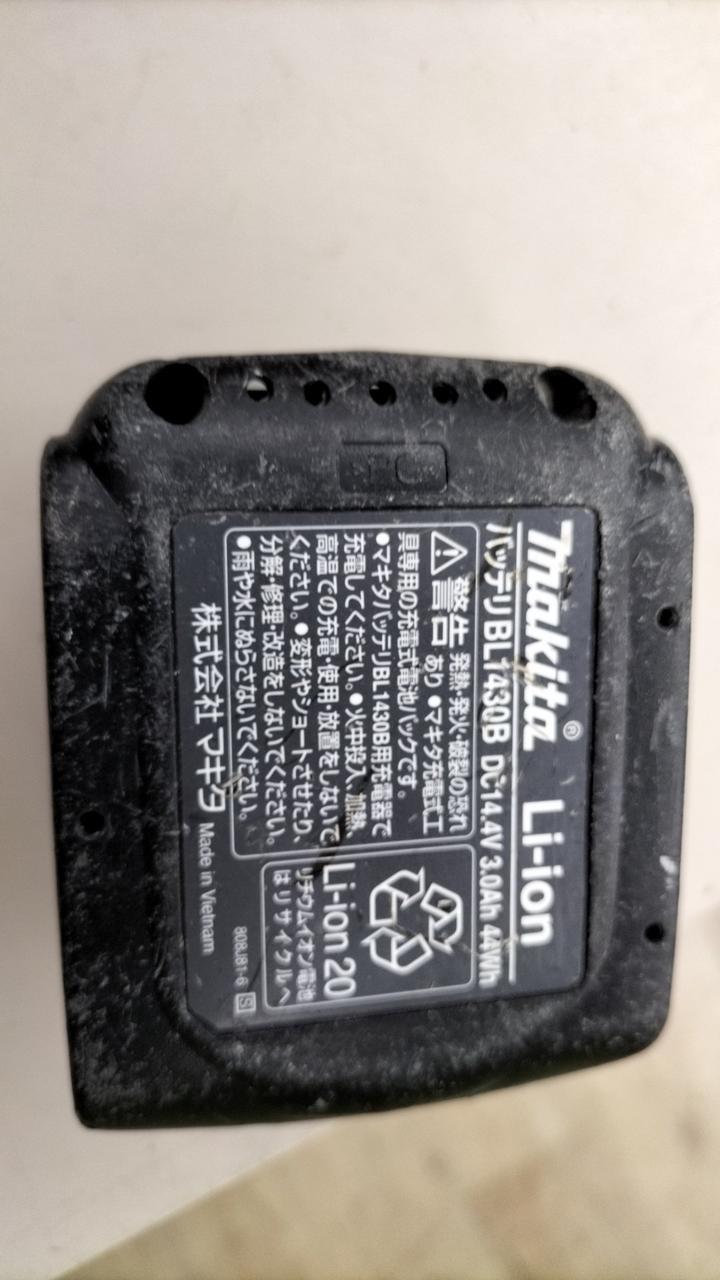 makita® Li-ion
バッテリBL1430B DC14.4V 3.0Ah 44Wh
警告 発熱・発火・破裂の恐れ
あり ●マキタ充電式工
具専用の充電式電池パックです。
●マキタバッテリBL1430B用充電器で
充電してください。●火中投入、加熱、
高温での充電・使用・放置をしないで
ください。●変形やショートさせたり、
分解・修理・改造をしないでください。
●雨や水にぬらさないでください。
Li-ion 20
リチウムイオン電池
はリサイクルへ
株式会社 マキタ Made in Vietnam
808J81-6 S